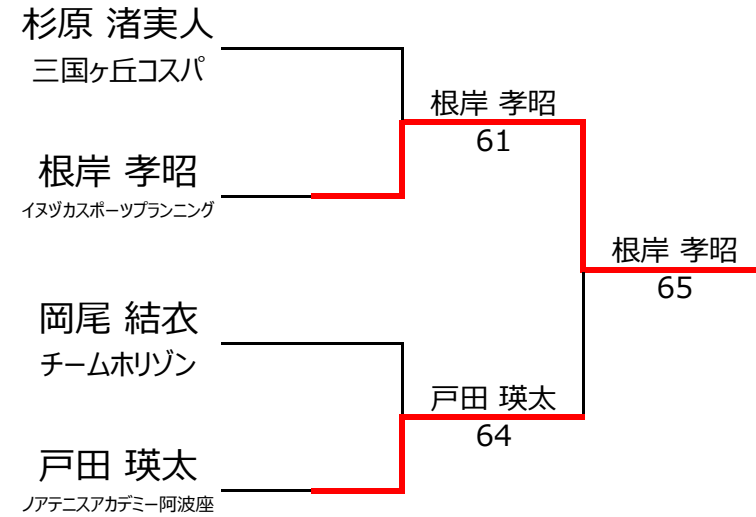 杉原 渚実人
三国ヶ丘コスパ
根岸 孝昭
61
根岸 孝昭
イヌヅカスポーツプランニング
根岸 孝昭
65
岡尾 結衣
チームホリゾン
戸田 瑛太
64
戸田 瑛太
ノアテニスアカデミー阿波座